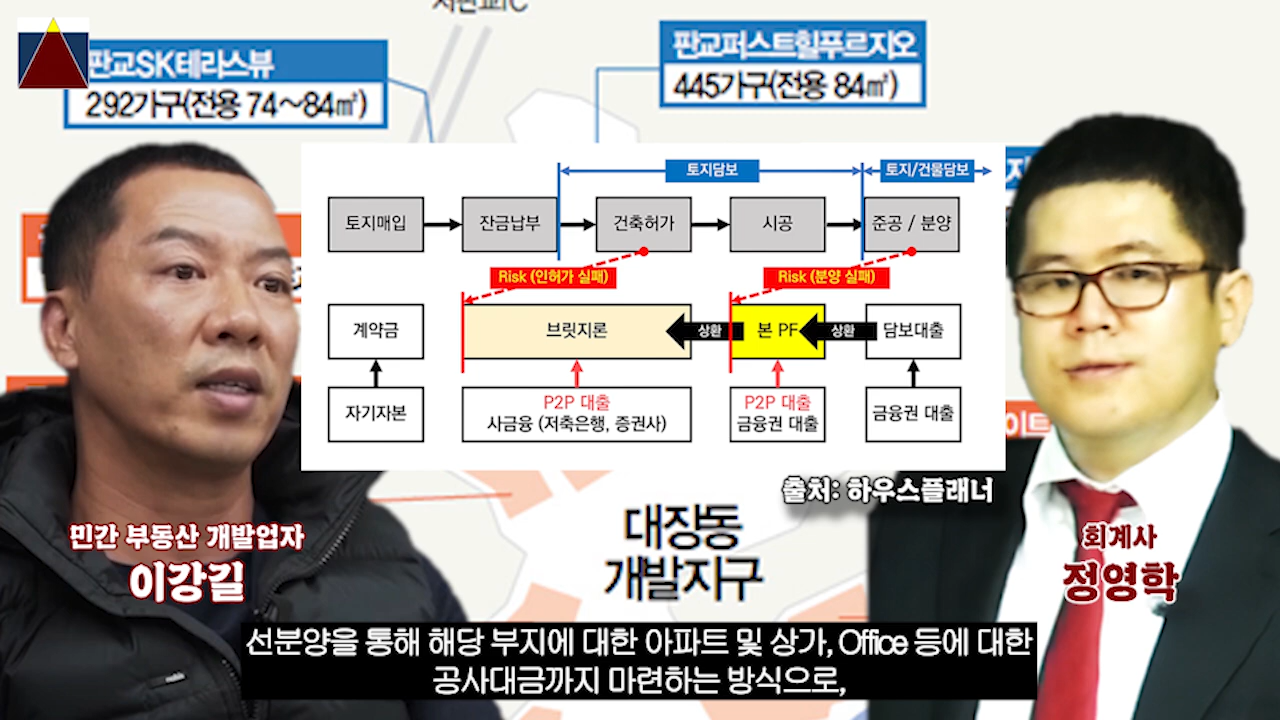 서판교IC
판교SK테라스뷰
292가구(전용 74～84㎡)
판교퍼스트힐푸르지오
445가구(전용 84㎡)
토지담보
토지/건물담보
토지매입
잔금납부
건축허가
시공
준공 / 분양
Risk (인허가 실패)
Risk (분양 실패)
계약금
브릿지론
상환
본 PF
상환
담보대출
자기자본
P2P 대출
사금융 (저축은행, 증권사)
P2P 대출
금융권 대출
금융권 대출
출처: 하우스플래너
대장동
개발지구
민간 부동산 개발업자
이강길
회계사
정영학
선분양을 통해 해당 부지에 대한 아파트 및 상가, Office 등에 대한
공사대금까지 마련하는 방식으로,